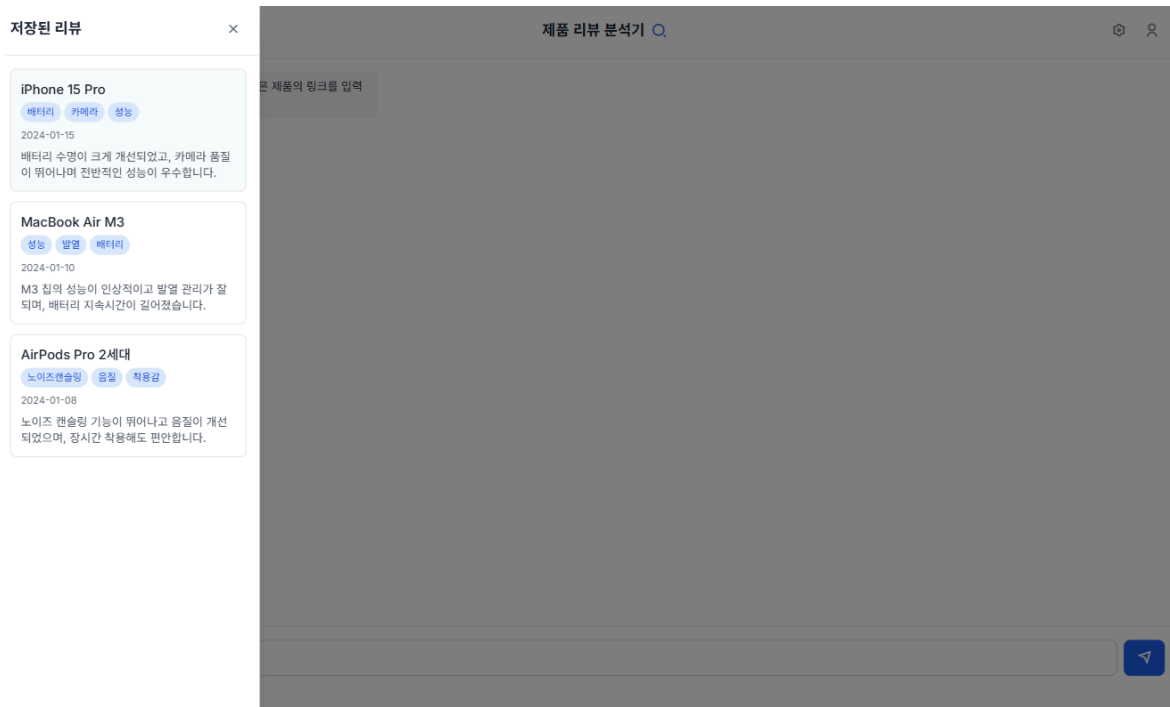 저장된 리뷰
제품 리뷰 분석기
iPhone 15 Pro
배터리 카메라 성능
2024-01-15
배터리 수명이 크게 개선되었고, 카메라 품질
이 뛰어나며 전반적인 성능이 우수합니다.
MacBook Air M3
성능 발열 배터리
2024-01-10
M3 칩의 성능이 인상적이고 발열 관리가 잘
되며, 배터리 지속시간이 길어졌습니다.
AirPods Pro 2세대
노이즈캔슬링 음질 착용감
2024-01-08
노이즈 캔슬링 기능이 뛰어나고 음질이 개선
되었으며, 장시간 착용해도 편안합니다.
은 제품의 링크를 입력